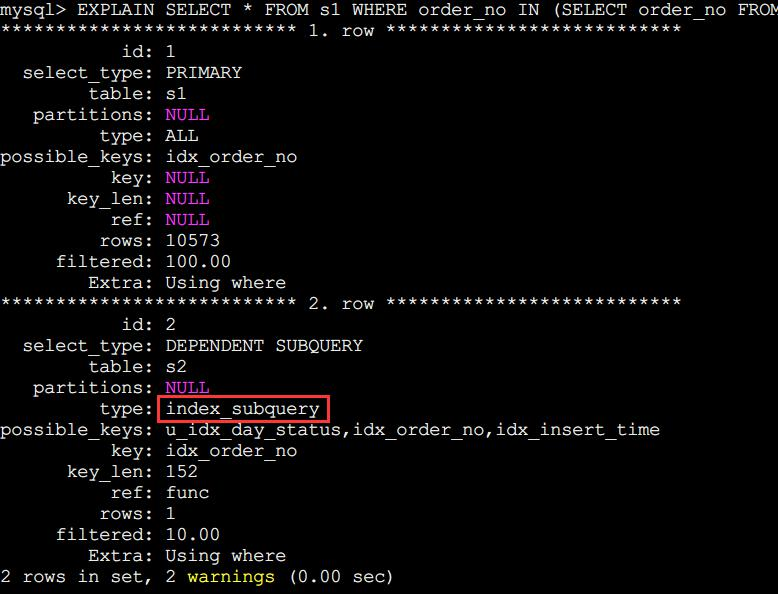 mysql> EXPLAIN SELECT * FROM s1 WHERE order_no IN (SELECT order_no FROM
*************************** 1. row ***************************
id: 1
select_type: PRIMARY
table: s1
partitions: NULL
type: ALL
possible_keys: idx_order_no
key: NULL
key_len: NULL
ref: NULL
rows: 10573
filtered: 100.00
Extra: Using where
*************************** 2. row ***************************
id: 2
select_type: DEPENDENT SUBQUERY
table: s2
partitions: NULL
type: index_subquery
possible_keys: u_idx_day_status,idx_order_no,idx_insert_time
key: idx_order_no
key_len: 152
ref: func
rows: 1
filtered: 10.00
Extra: Using where
2 rows in set, 2 warnings (0.00 sec)